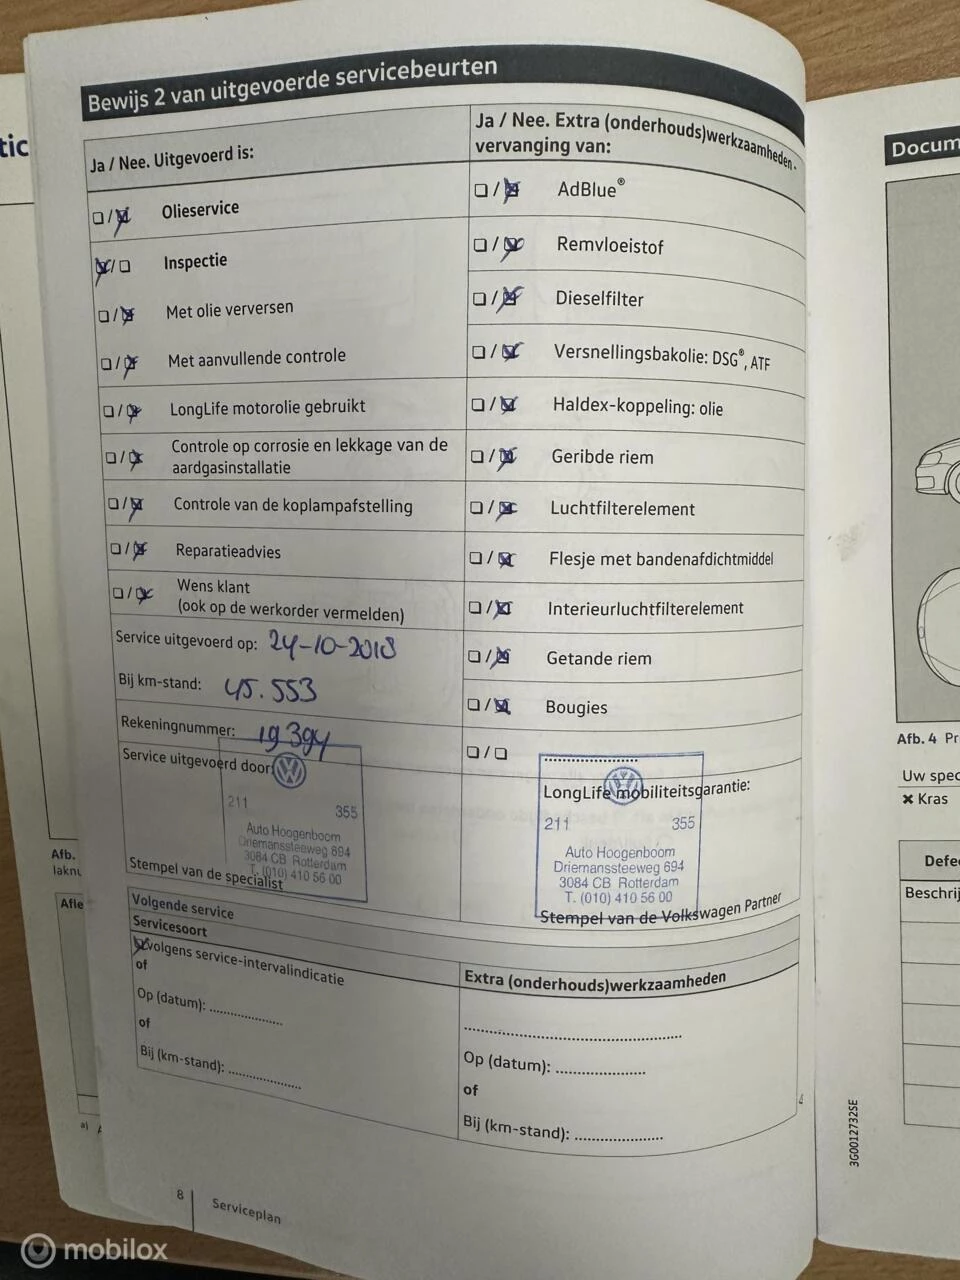 Bewijs 2 van uitgevoerde servicebeurten
Ja / Nee. Uitgevoerd is:
/ Olieservice
/ Inspectie
/ Met olie verversen
/ Met aanvullende controle
/ LongLife motorolie gebruikt
/ Controle op corrosie en lekkage van de
aardgasinstallatie
/ Controle van de koplampafstelling
/ Reparatieadvies
/ Wens klant
(ook op de werkorder vermelden)
Service uitgevoerd op: 24-10-2018
Bij km-stand: 45.553
Rekeningnummer: 19394
Service uitgevoerd door:
211 355
Auto Hoogenboom
Driemanssteeweg 694
3084 CB Rotterdam
T. (010) 410 56 00
Stempel van de specialist
Ja / Nee. Extra (onderhouds)werkzaamheden -
vervanging van:
/ AdBlue®
/ Remvloeistof
/ Dieselfilter
/ Versnellingsbakolie: DSG®, ATF
/ Haldex-koppeling: olie
/ Geribde riem
/ Luchtfilterelement
/ Flesje met bandenafdichtmiddel
/ Interieurluchtfilterelement
/ Getande riem
/ Bougies
/ ....................
LongLife mobiliteitsgarantie:
211 355
Auto Hoogenboom
Driemanssteeweg 694
3084 CB Rotterdam
T. (010) 410 56 00
Stempel van de Volkswagen Partner
Volgende service
Servicesoort
volgens service-intervalindicatie
of
Op (datum): ....................
of
Bij (km-stand): ....................
Extra (onderhouds)werkzaamheden
..........................................
Op (datum): ....................
of
Bij (km-stand): ....................
8 Serviceplan
tic
Afb.
laknu
Afle
a)
Docum
Afb. 4 Pr
Uw spec
Kras
Defe
Beschrij
3G0012732SE
mobilox